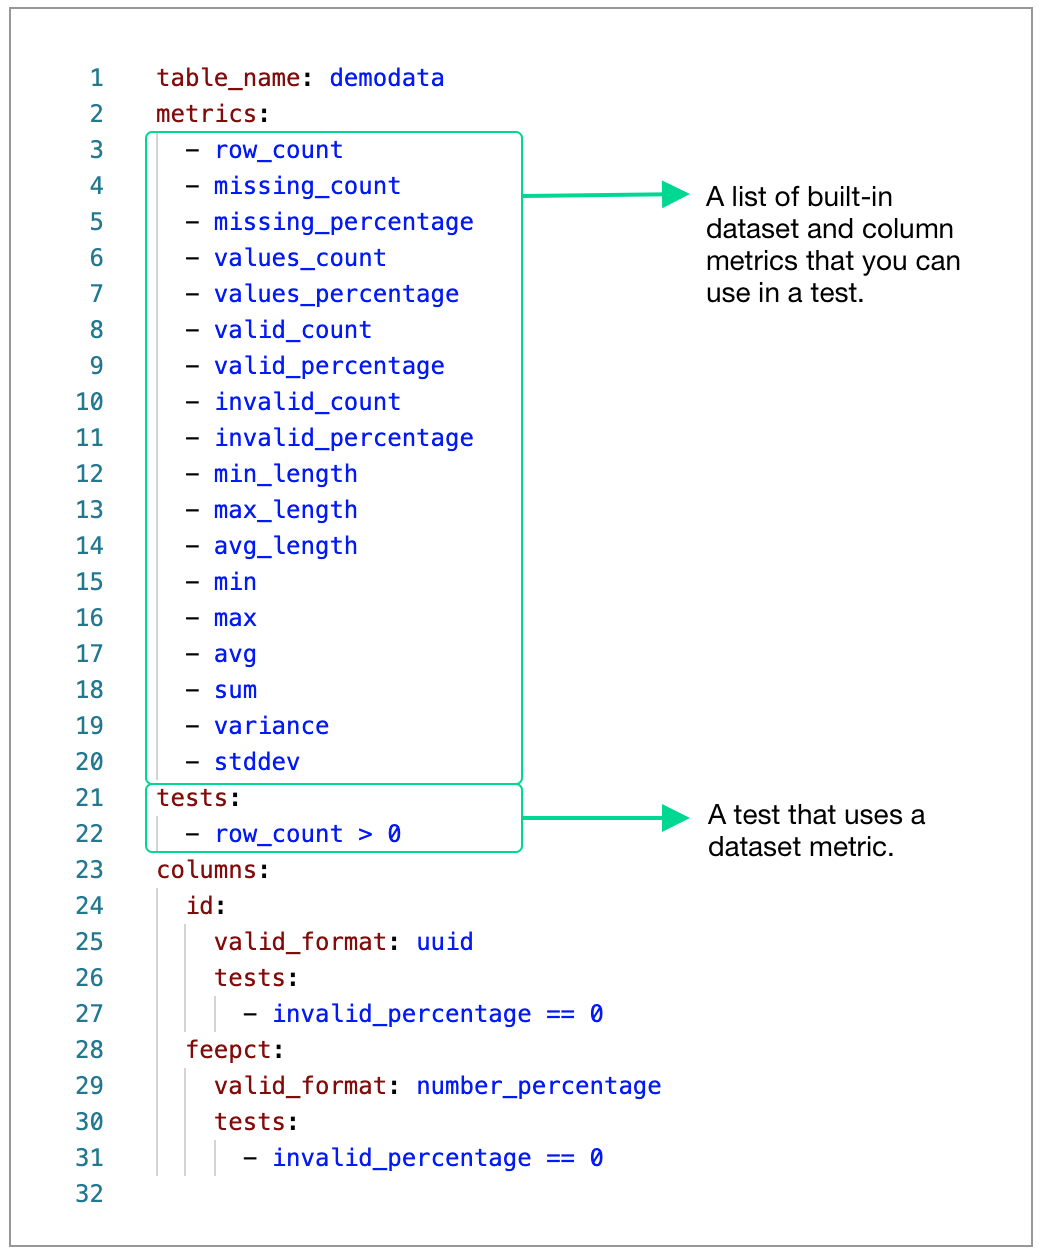 1 table_name: demodata
2 metrics:
3 - row_count
4 - missing_count
5 - missing_percentage
6 - values_count
7 - values_percentage
8 - valid_count
9 - valid_percentage
10 - invalid_count
11 - invalid_percentage
12 - min_length
13 - max_length
14 - avg_length
15 - min
16 - max
17 - avg
18 - sum
19 - variance
20 - stddev
21 tests:
22 - row_count > 0
23 columns:
24 id:
25 valid_format: uuid
26 tests:
27 - invalid_percentage == 0
28 feepct:
29 valid_format: number_percentage
30 tests:
31 - invalid_percentage == 0
32
A list of built-in
dataset and column
metrics that you can
use in a test.
A test that uses a
dataset metric.